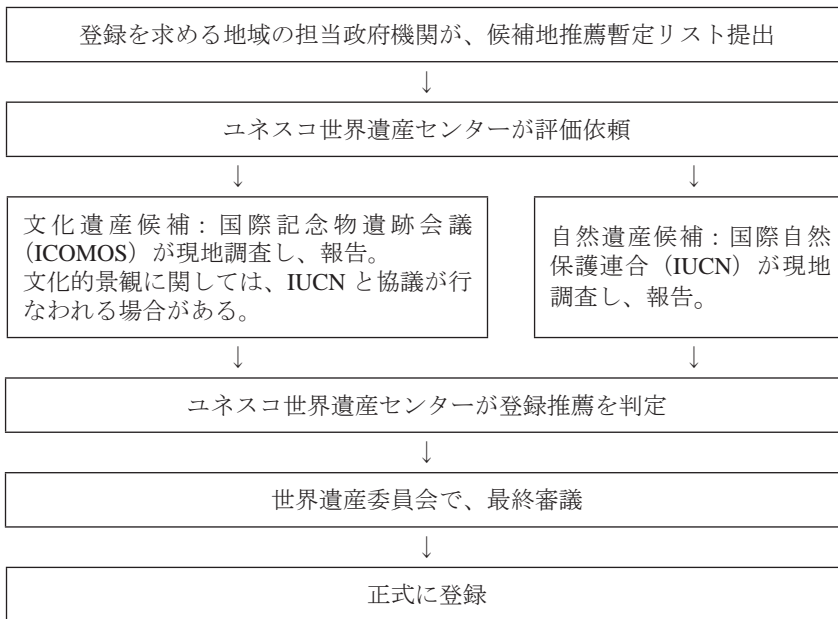 登録を求める地域の担当政府機関が、候補地推薦暫定リスト提出
↓
ユネスコ世界遺産センターが評価依頼
↓ ↓
文化遺産候補：国際記念物遺跡会議
（ICOMOS）が現地調査し、報告。
文化的景観に関しては、IUCN と協議が行
なわれる場合がある。
自然遺産候補：国際自然
保護連合（IUCN）が現地
調査し、報告。
↓ ↓
ユネスコ世界遺産センターが登録推薦を判定
↓
世界遺産委員会で、最終審議
↓
正式に登録